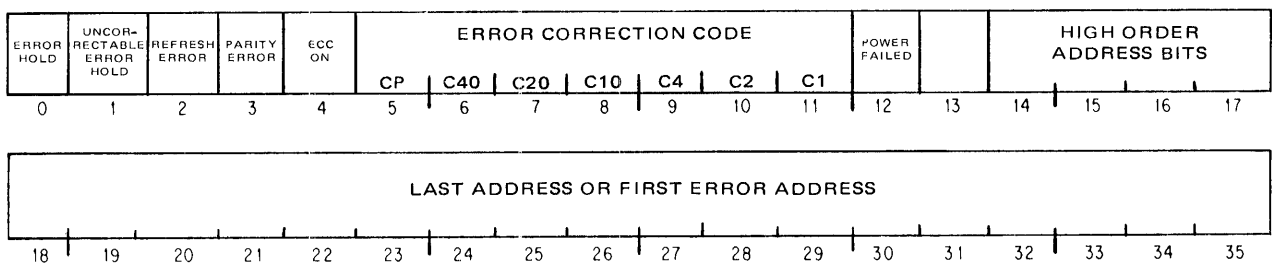 ERROR HOLD
UNCOR-RECTABLE ERROR HOLD
REFRESH ERROR
PARITY ERROR
ECC ON
ERROR CORRECTION CODE
CP C40 C20 C10 C4 C2 C1
POWER FAILED
HIGH ORDER ADDRESS BITS
0 1 2 3 4 5 6 7 8 9 10 11 12 13 14 15 16 17
LAST ADDRESS OR FIRST ERROR ADDRESS
18 19 20 21 22 23 24 25 26 27 28 29 30 31 32 33 34 35